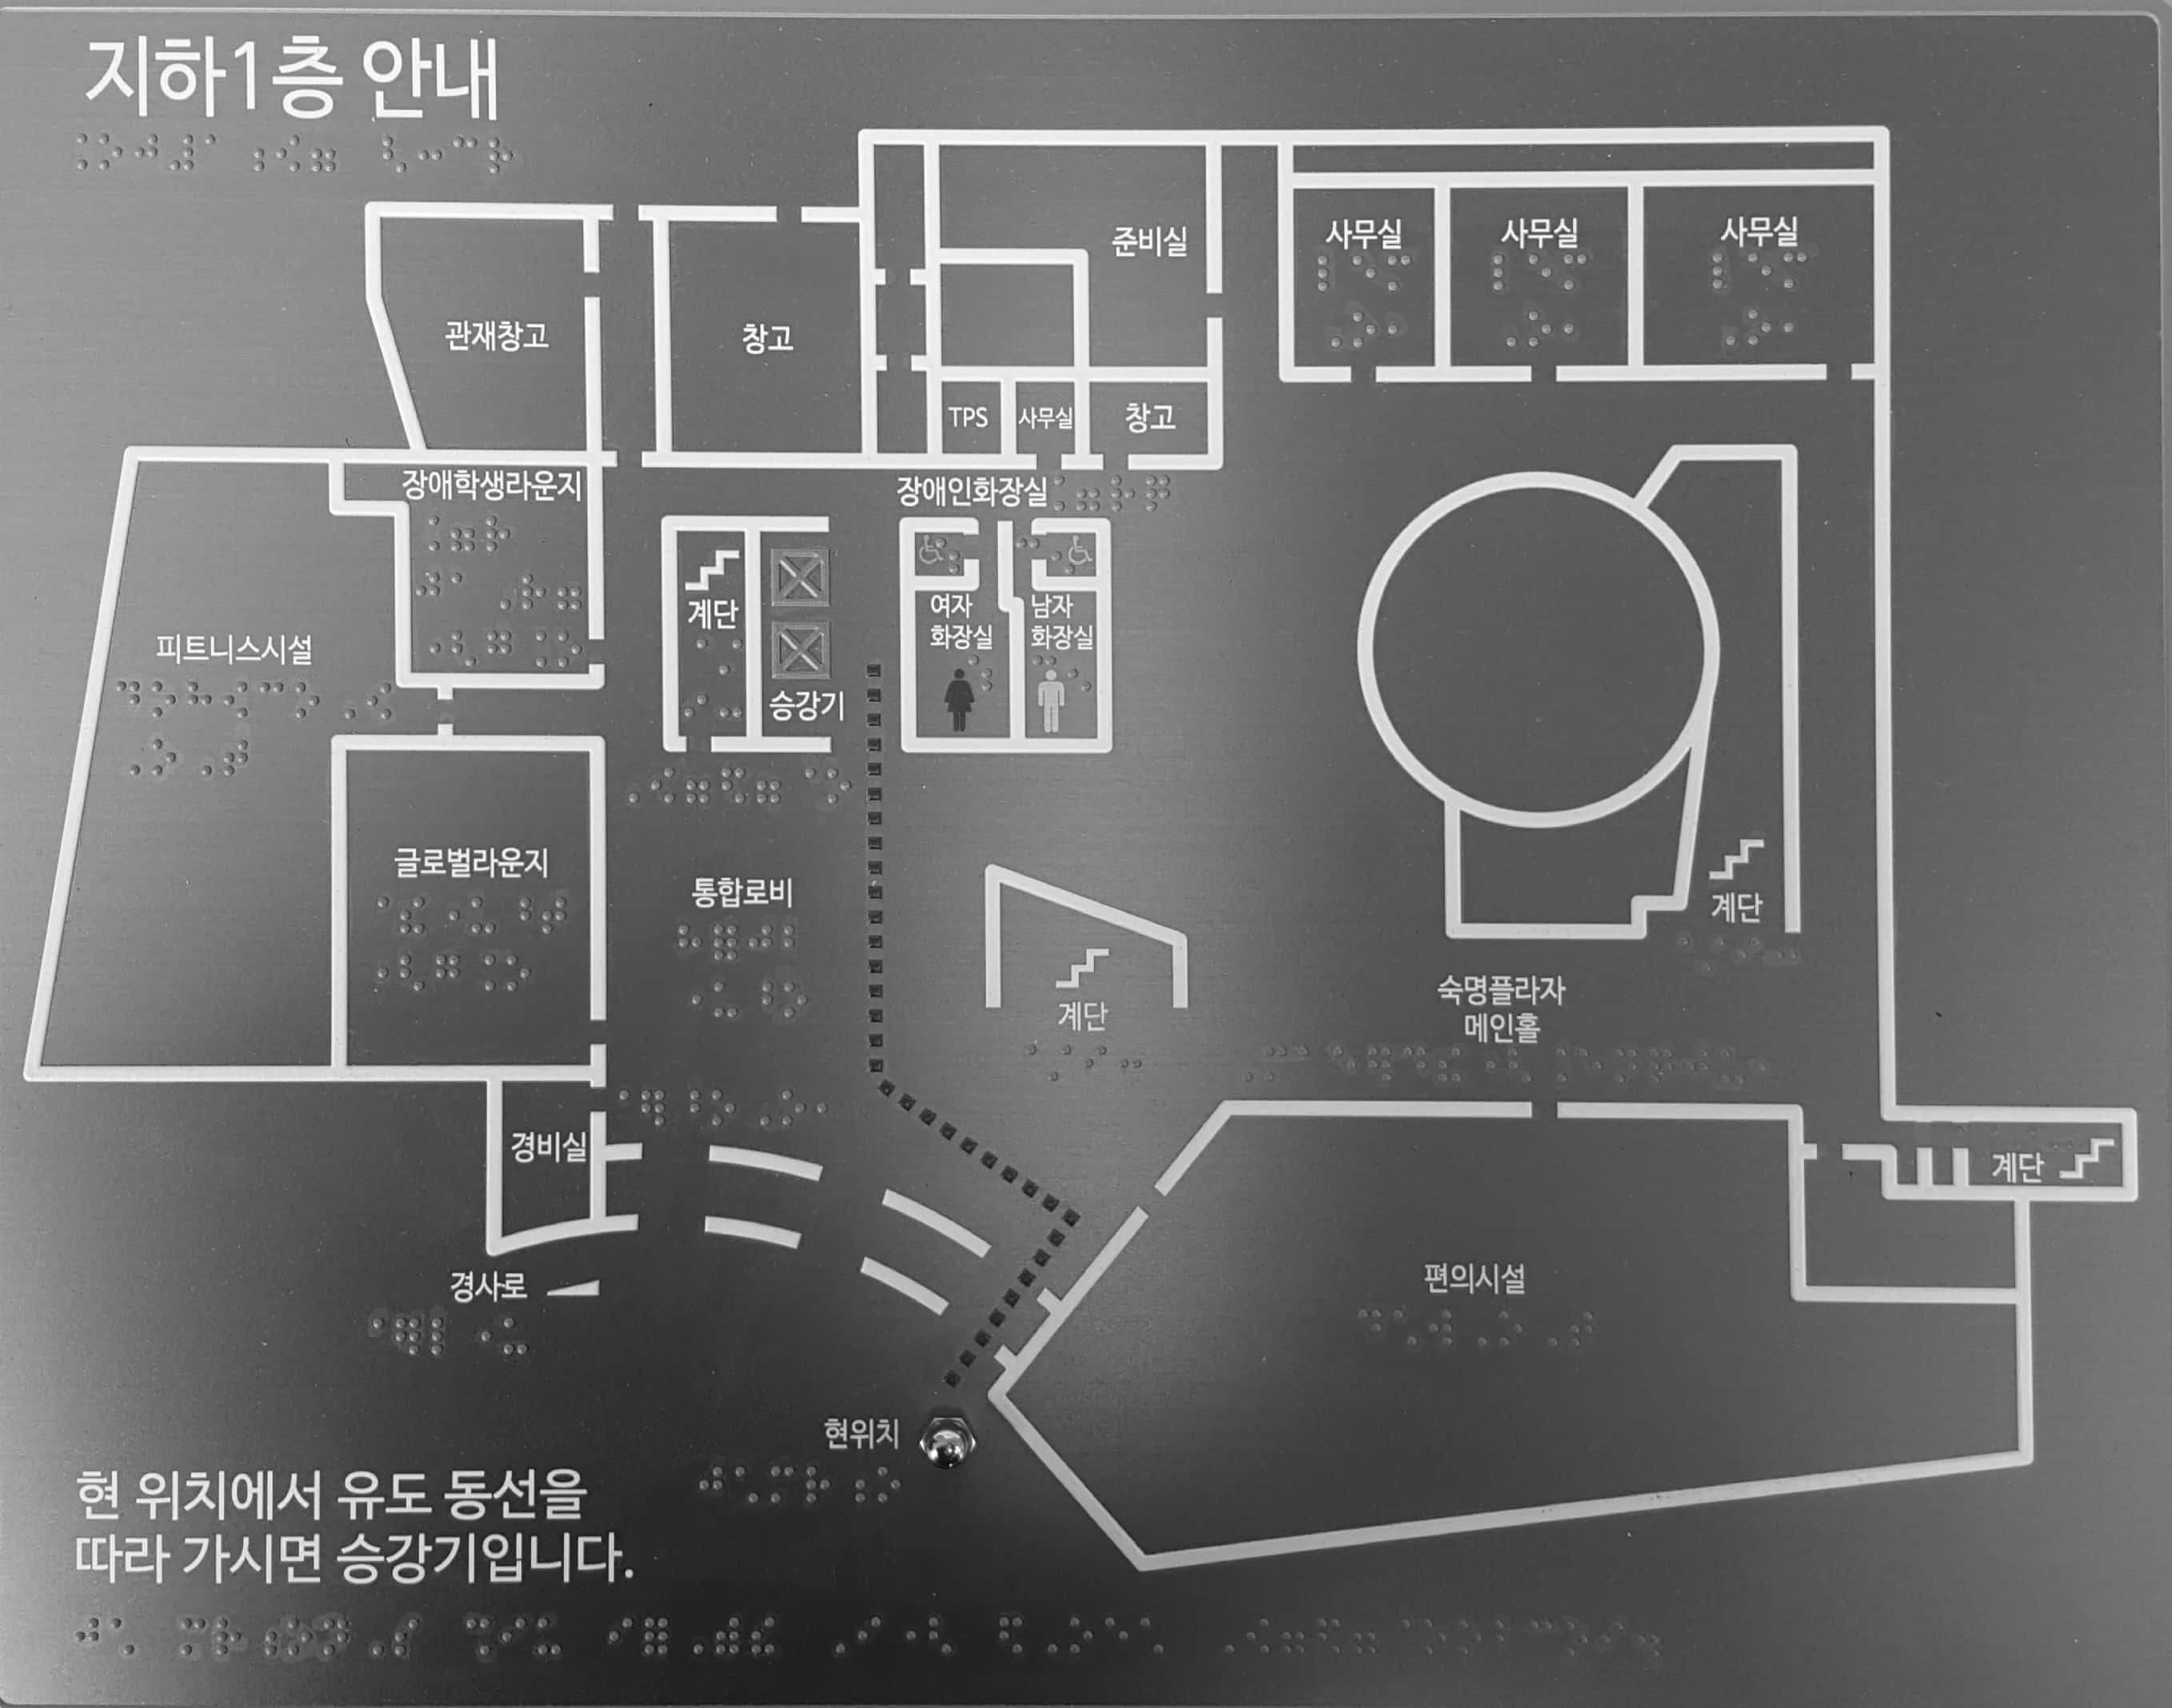 지하1층 안내
준비실
사무실
사무실
사무실
관재창고
창고
TPS
사무실
창고
장애학생라운지
장애인화장실
계단
승강기
여자
화장실
남자
화장실
피트니스시설
글로벌라운지
통합로비
계단
계단
숙명플라자
메인홀
경비실
계단
경사로
편의시설
현위치
현 위치에서 유도 동선을
따라 가시면 승강기입니다.